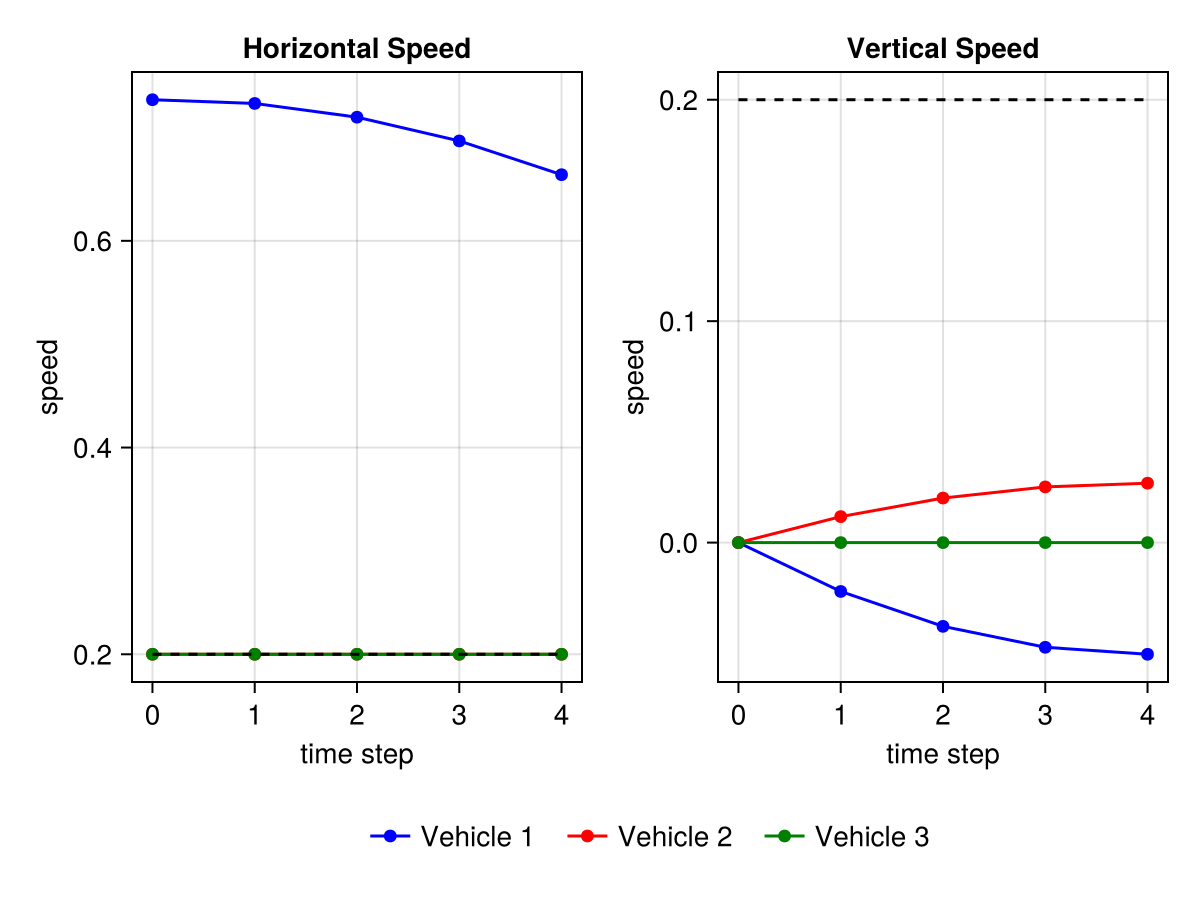 Horizontal Speed
speed
0.6
0.4
0.2
0 1 2 3 4
time step
Vertical Speed
speed
0.2
0.1
0.0
0 1 2 3 4
time step
Vehicle 1 Vehicle 2 Vehicle 3